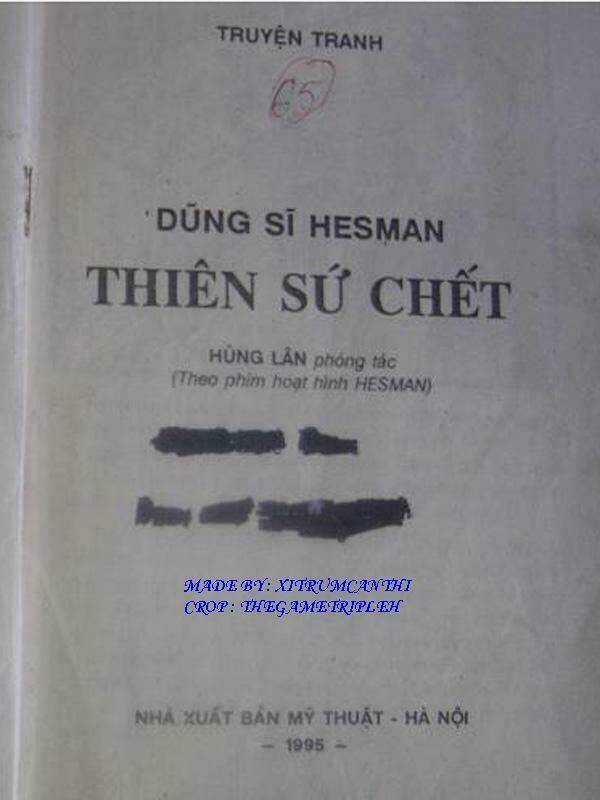 TRUYỆN TRANH
65
DŨNG SĨ HESMAN
THIÊN SỨ CHẾT
HÙNG LÂN phóng tác
(Theo phim hoạt hình HESMAN)
MADE BY : XITRUMCANTHI
CROP : THEGAMETRIPLEH
NHÀ XUẤT BẢN MỸ THUẬT - HÀ NỘI
– 1995 –